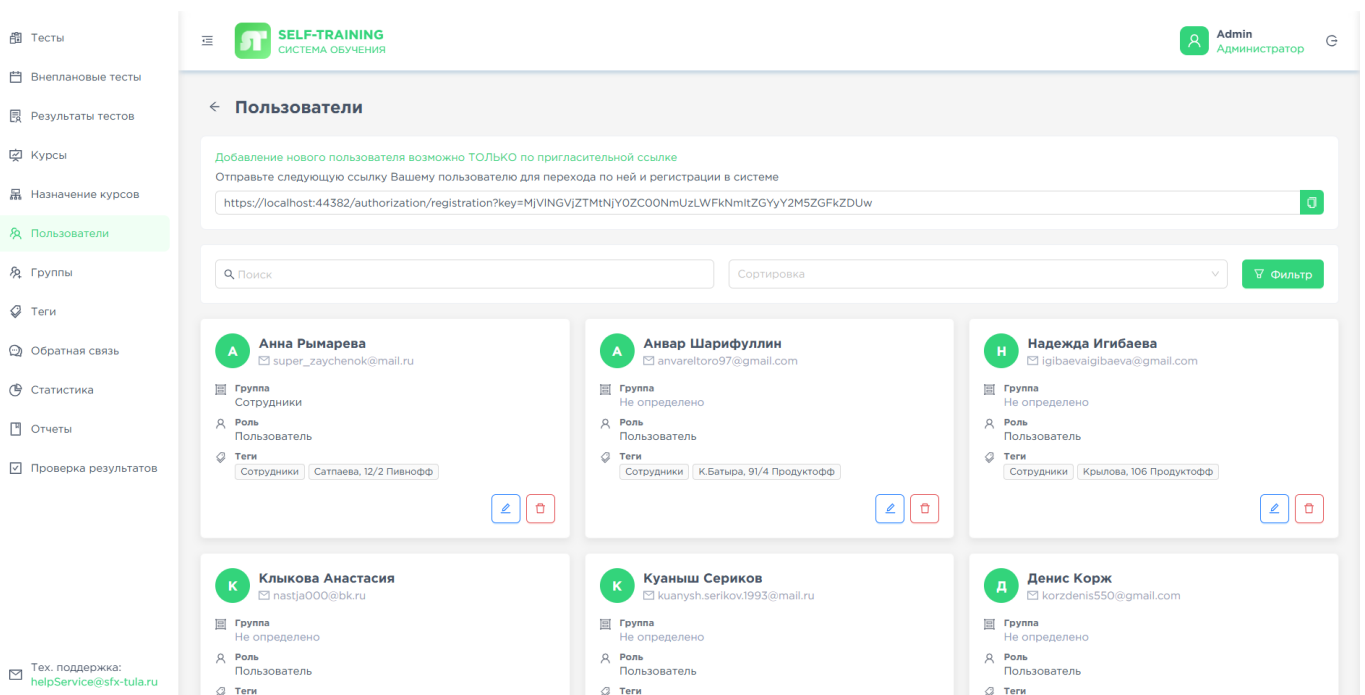 Тесты
Внеплановые тесты
Результаты тестов
Курсы
Назначение курсов
Пользователи
Группы
Теги
Обратная связь
Статистика
Отчеты
Проверка результатов
Тех. поддержка:
helpService@sfx-tula.ru
ST
SELF-TRAINING
СИСТЕМА ОБУЧЕНИЯ
Admin
Администратор
Пользователи
Добавление нового пользователя возможно ТОЛЬКО по пригласительной ссылке
Отправьте следующую ссылку Вашему пользователю для перехода по ней и регистрации в системе
https://localhost:44382/authorization/registration?key=MjVlNGVjZTMtNjY0ZC00NmUzLWFkNmItZGYyY2M5ZGFkZDUw
Поиск
Сортировка
Фильтр
А
Анна Рымарева
super_zaychenok@mail.ru
Группа
Сотрудники
Роль
Пользователь
Теги
Сотрудники Сатпаева, 12/2 Пивнофф
А
Анвар Шарифуллин
anvareltoro97@gmail.com
Группа
Не определено
Роль
Пользователь
Теги
Сотрудники К.Батыра, 91/4 Продуктофф
Н
Надежда Игибаева
igibaevaigibaeva@gmail.com
Группа
Не определено
Роль
Пользователь
Теги
Сотрудники Крылова, 106 Продуктофф
К
Клыкова Анастасия
nastja000@bk.ru
Группа
Не определено
Роль
Пользователь
Теги
К
Куаныш Сериков
kuanysh.serikov.1993@mail.ru
Группа
Не определено
Роль
Пользователь
Теги
Д
Денис Корж
korzdenis550@gmail.com
Группа
Не определено
Роль
Пользователь
Теги